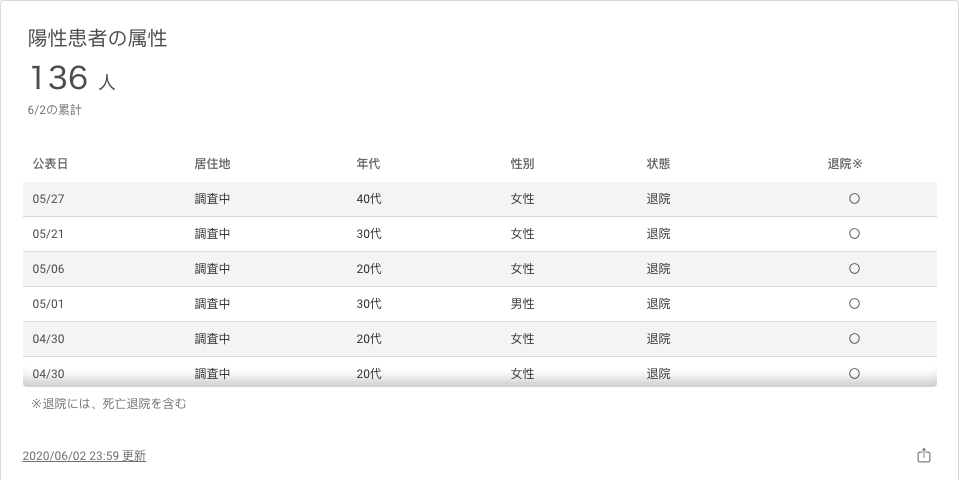 陽性患者の属性
136 人
6/2の累計
公表日 居住地 年代 性別 状態 退院※
05/27 調査中 40代 女性 退院 〇
05/21 調査中 30代 女性 退院 〇
05/06 調査中 20代 女性 退院 〇
05/01 調査中 30代 男性 退院 〇
04/30 調査中 20代 女性 退院 〇
04/30 調査中 20代 女性 退院 〇
※退院には、死亡退院を含む
2020/06/02 23:59 更新